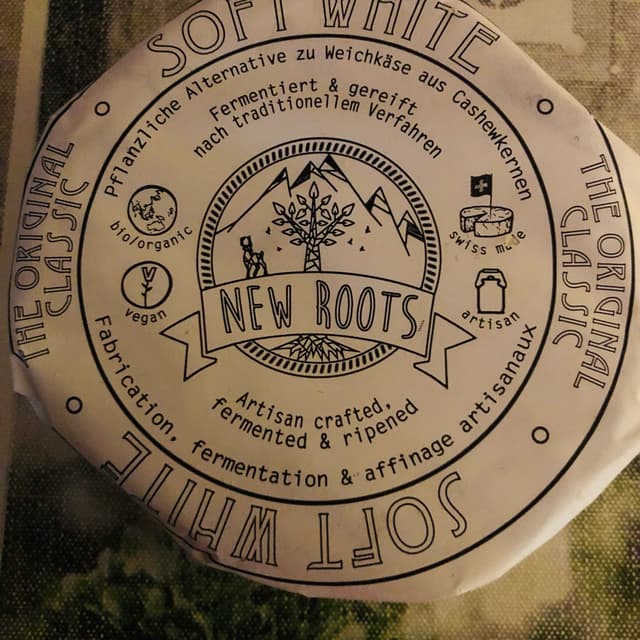 SOFT WHITE
Pflanzliche Alternative zu Weichkäse aus Cashewkernen
Fermentiert & gereift
nach traditionellem Verfahren
THE ORIGINAL
CLASSIC
THE ORIGINAL
CLASSIC
bio/organic
swiss made
vegan
artisan
NEW ROOTS
Artisan crafted,
fermented & ripened
Fabrication, fermentation & affinage artisanaux
SOFT WHITE